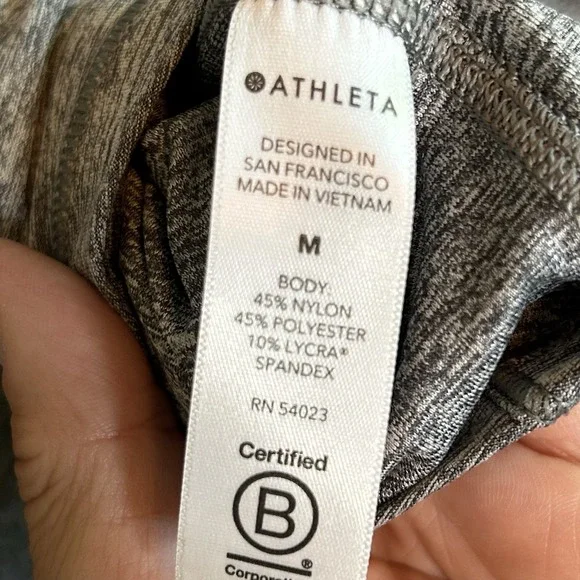 ATHLETA
DESIGNED IN
SAN FRANCISCO
MADE IN VIETNAM
M
BODY
45% NYLON
45% POLYESTER
10% LYCRA®
SPANDEX
RN 54023
Certified
B
®
Corporation